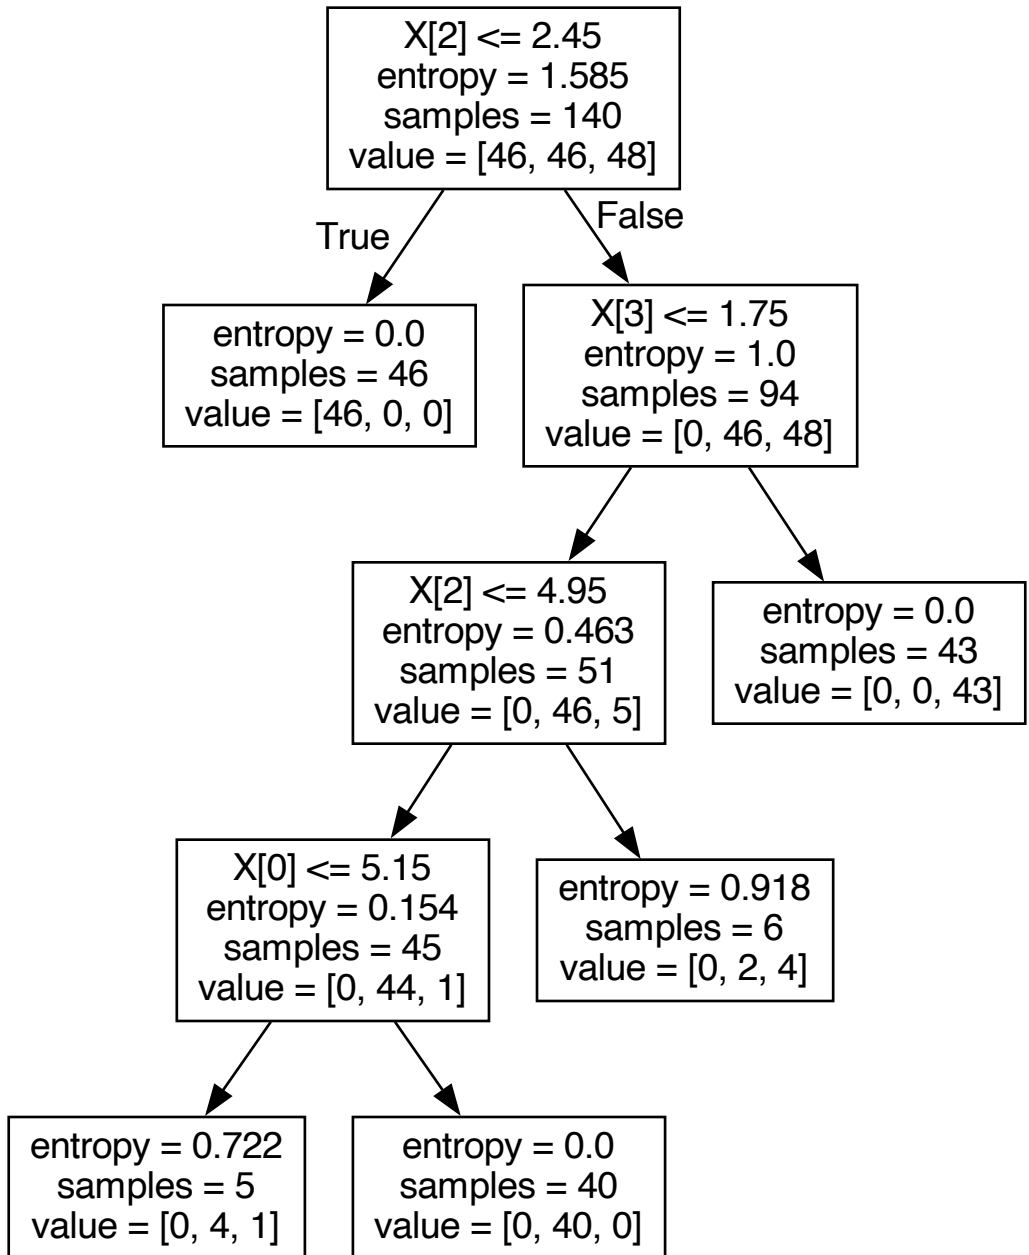 X[2] <= 2.45
entropy = 1.585
samples = 140
value = [46, 46, 48]
True
False
entropy = 0.0
samples = 46
value = [46, 0, 0]
X[3] <= 1.75
entropy = 1.0
samples = 94
value = [0, 46, 48]
X[2] <= 4.95
entropy = 0.463
samples = 51
value = [0, 46, 5]
entropy = 0.0
samples = 43
value = [0, 0, 43]
X[0] <= 5.15
entropy = 0.154
samples = 45
value = [0, 44, 1]
entropy = 0.918
samples = 6
value = [0, 2, 4]
entropy = 0.722
samples = 5
value = [0, 4, 1]
entropy = 0.0
samples = 40
value = [0, 40, 0]